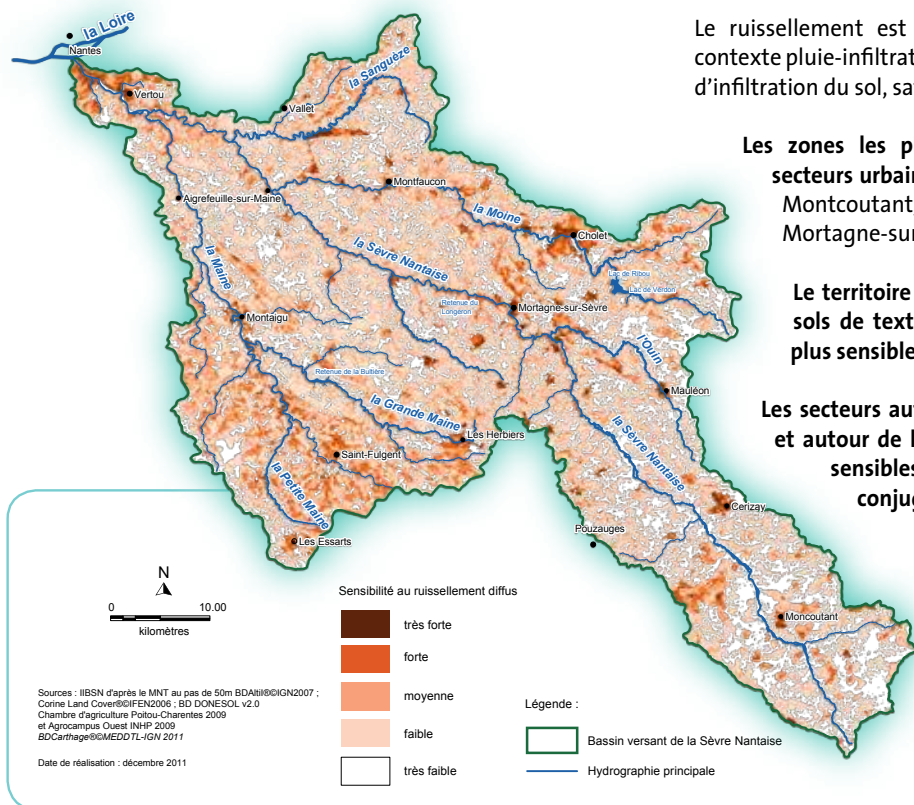 Le ruissellement est
contexte pluie-infiltrat
d'infiltration du sol, sa
Les zones les p
secteurs urbain
Montcoutant
Mortagne-sur
Le territoire
sols de text
plus sensible
Les secteurs aut
et autour de l
sensibles
conjug
la Loire
Nantes
Vertou
Vallet
la Sanguèze
Montfaucon
Aigrefeuille-sur-Maine
la Moine
Cholet
la Maine
la Sèvre Nantaise
Lac de Ribou
Lac de Verdon
Retenue du
Longeron
Mortagne-sur-Sèvre
Montaigu
l'Ouin
Retenue de la Bultière
Mauléon
la Grande Maine
Les Herbiers
la Sèvre Nantaise
Saint-Fulgent
la Petite Maine
Cerizay
Pouzauges
Les Essarts
Moncoutant
N
0 10.00
kilomètres
Sources : IIBSN d'après le MNT au pas de 50m BDAlti®©IGN2007 ;
Corine Land Cover®©IFEN2006 ; BD DONESOL v2.0
Chambre d'agriculture Poitou-Charentes 2009
et Agrocampus Ouest INHP 2009
BDCarthage®©MEDDTL-IGN 2011
Date de réalisation : décembre 2011
Sensibilité au ruissellement diffus
très forte
forte
moyenne
faible
très faible
Légende :
Bassin versant de la Sèvre Nantaise
Hydrographie principale